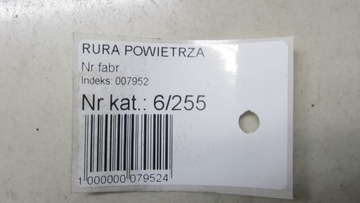 RURA POWIETRZA
Nr fabr.
Indeks: 007952
Nr kat.: 6/255
1 000000 079524